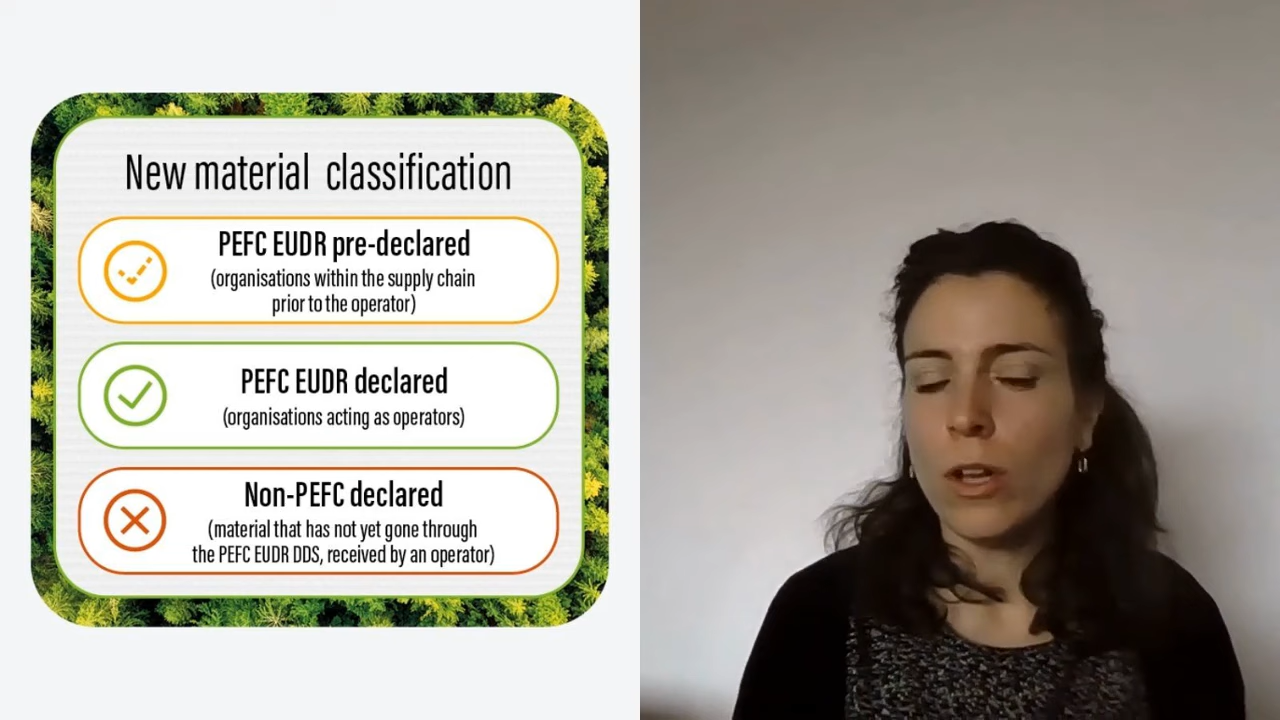 New material classification
PEFC EUDR pre-declared
(organisations within the supply chain
prior to the operator)
PEFC EUDR declared
(organisations acting as operators)
Non-PEFC declared
(material that has not yet gone through
the PEFC EUDR DDS, received by an operator)